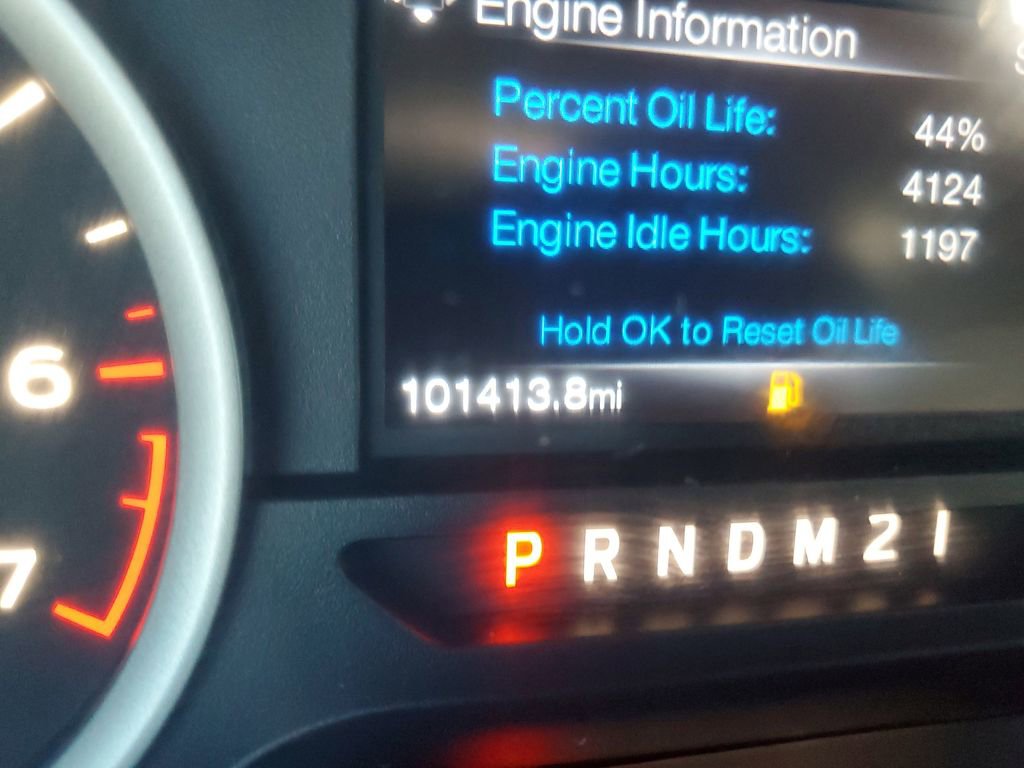 Engine Information
Percent Oil Life: 44%
Engine Hours: 4124
Engine Idle Hours: 1197
Hold OK to Reset Oil Life
101413.8mi
6
P R N D M 2 1
7